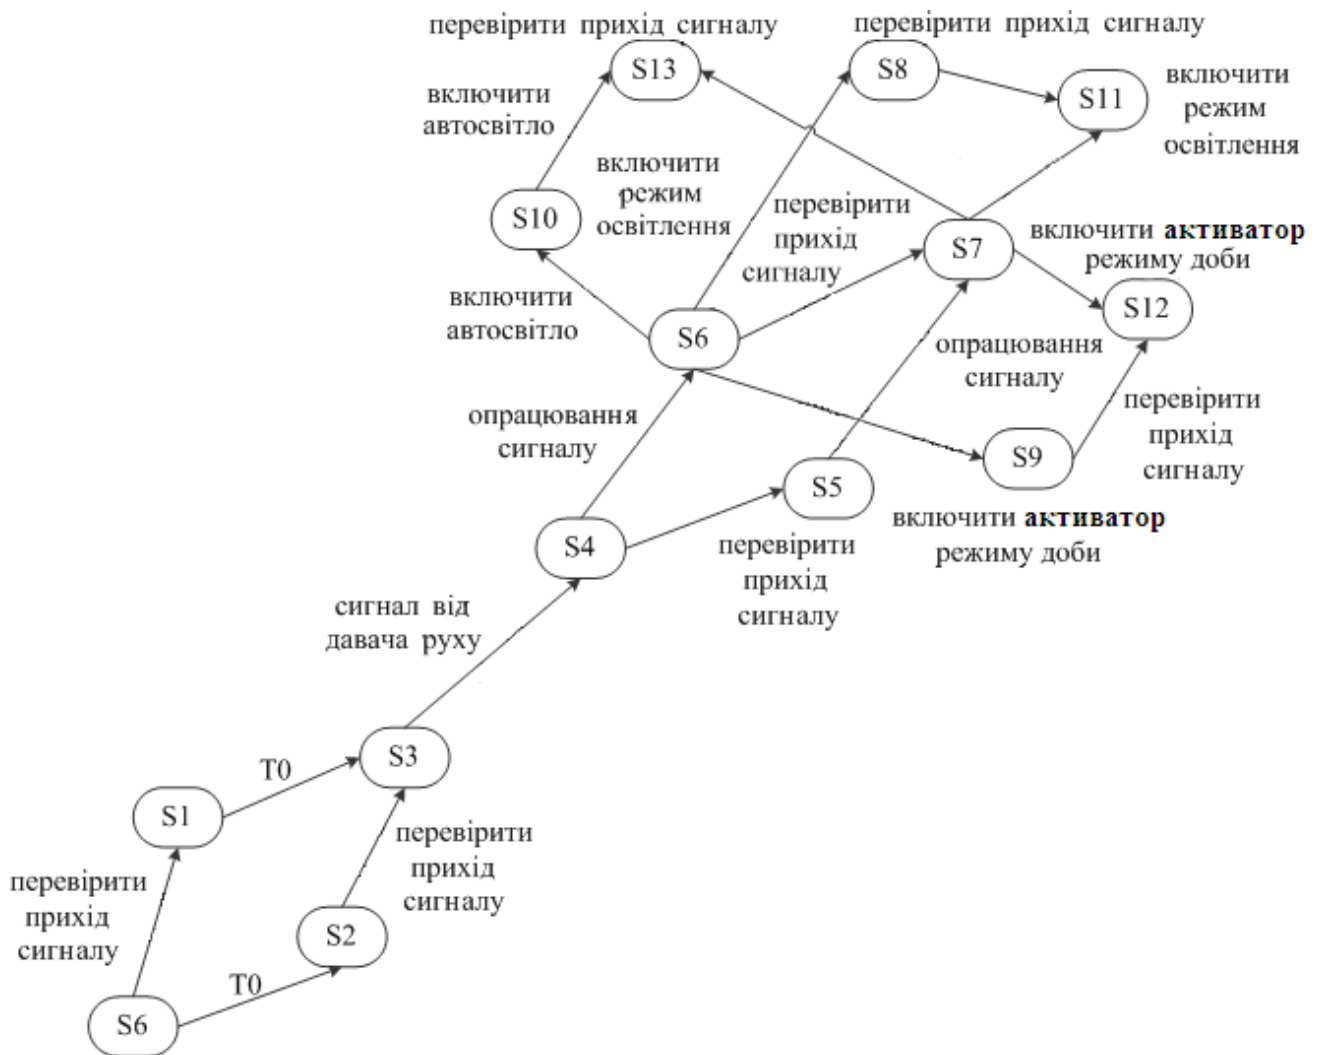 перевірити прихід сигналу
перевірити прихід сигналу
S13
S8
S11
включити
режим
освітлення
включити
автосвітло
включити
режим
освітлення
перевірити
прихід
сигналу
S10
S7
включити активатор
режиму доби
S12
включити
автосвітло
S6
опрацювання
сигналу
перевірити
прихід
сигналу
опрацювання
сигналу
S9
S5
включити активатор
режиму доби
S4
перевірити
прихід
сигналу
сигнал від
давача руху
S3
T0
S1
перевірити
прихід
сигналу
перевірити
прихід
сигналу
S2
T0
S6